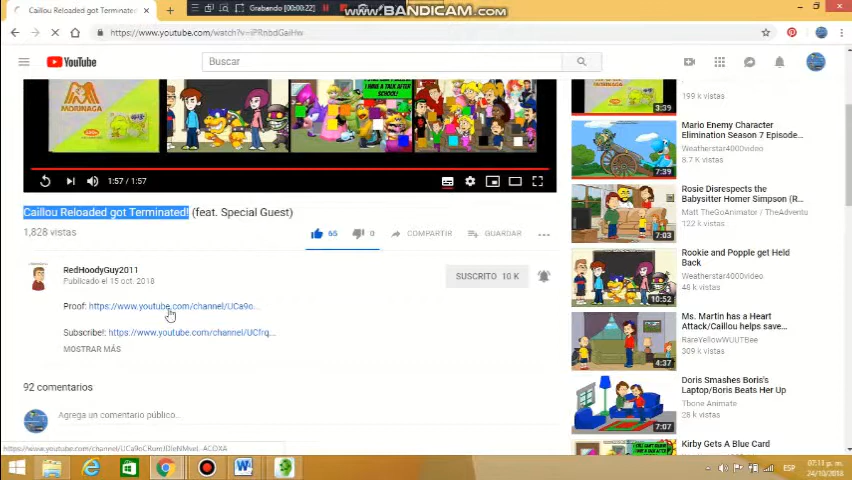 Caillou Reloaded got Terminated!
Grabando [00:00:22]
www.BANDICAM.com
YouTube
Buscar
MORINAGA
HAVE A TALK AFTER
SCHOOL!
1:57 / 1:57
Caillou Reloaded got Terminated! (feat. Special Guest)
1,828 vistas
65
0
COMPARTIR
GUARDAR
RedHoodyGuy2011
Publicado el 15 oct. 2018
SUSCRITO 10 K
Proof: https://www.youtube.com/channel/UCa9o...
Subscribe!: https://www.youtube.com/channel/UCfrq...
MOSTRAR MÁS
92 comentarios
Agrega un comentario público...
199 k vistas
3:39
Mario Enemy Character
Elimination Season 7 Episode...
Weatherstar4000video
8.7 K vistas
7:39
Rosie Disrespects the
Babysitter Homer Simpson (R...
Matt TheGoAnimator / TheAdventu
122 k vistas
7:03
Rookie and Popple get Held
Back
Weatherstar4000video
48 k vistas
10:52
Ms. Martin has a Heart
Attack/Caillou helps save...
RareYellowWUUTBee
309 k vistas
4:37
Doris Smashes Boris's
Laptop/Boris Beats Her Up
Tbone Animate
28 k vistas
7:07
Kirby Gets A Blue Card
ESP
07:11 p. m.
24/10/2018